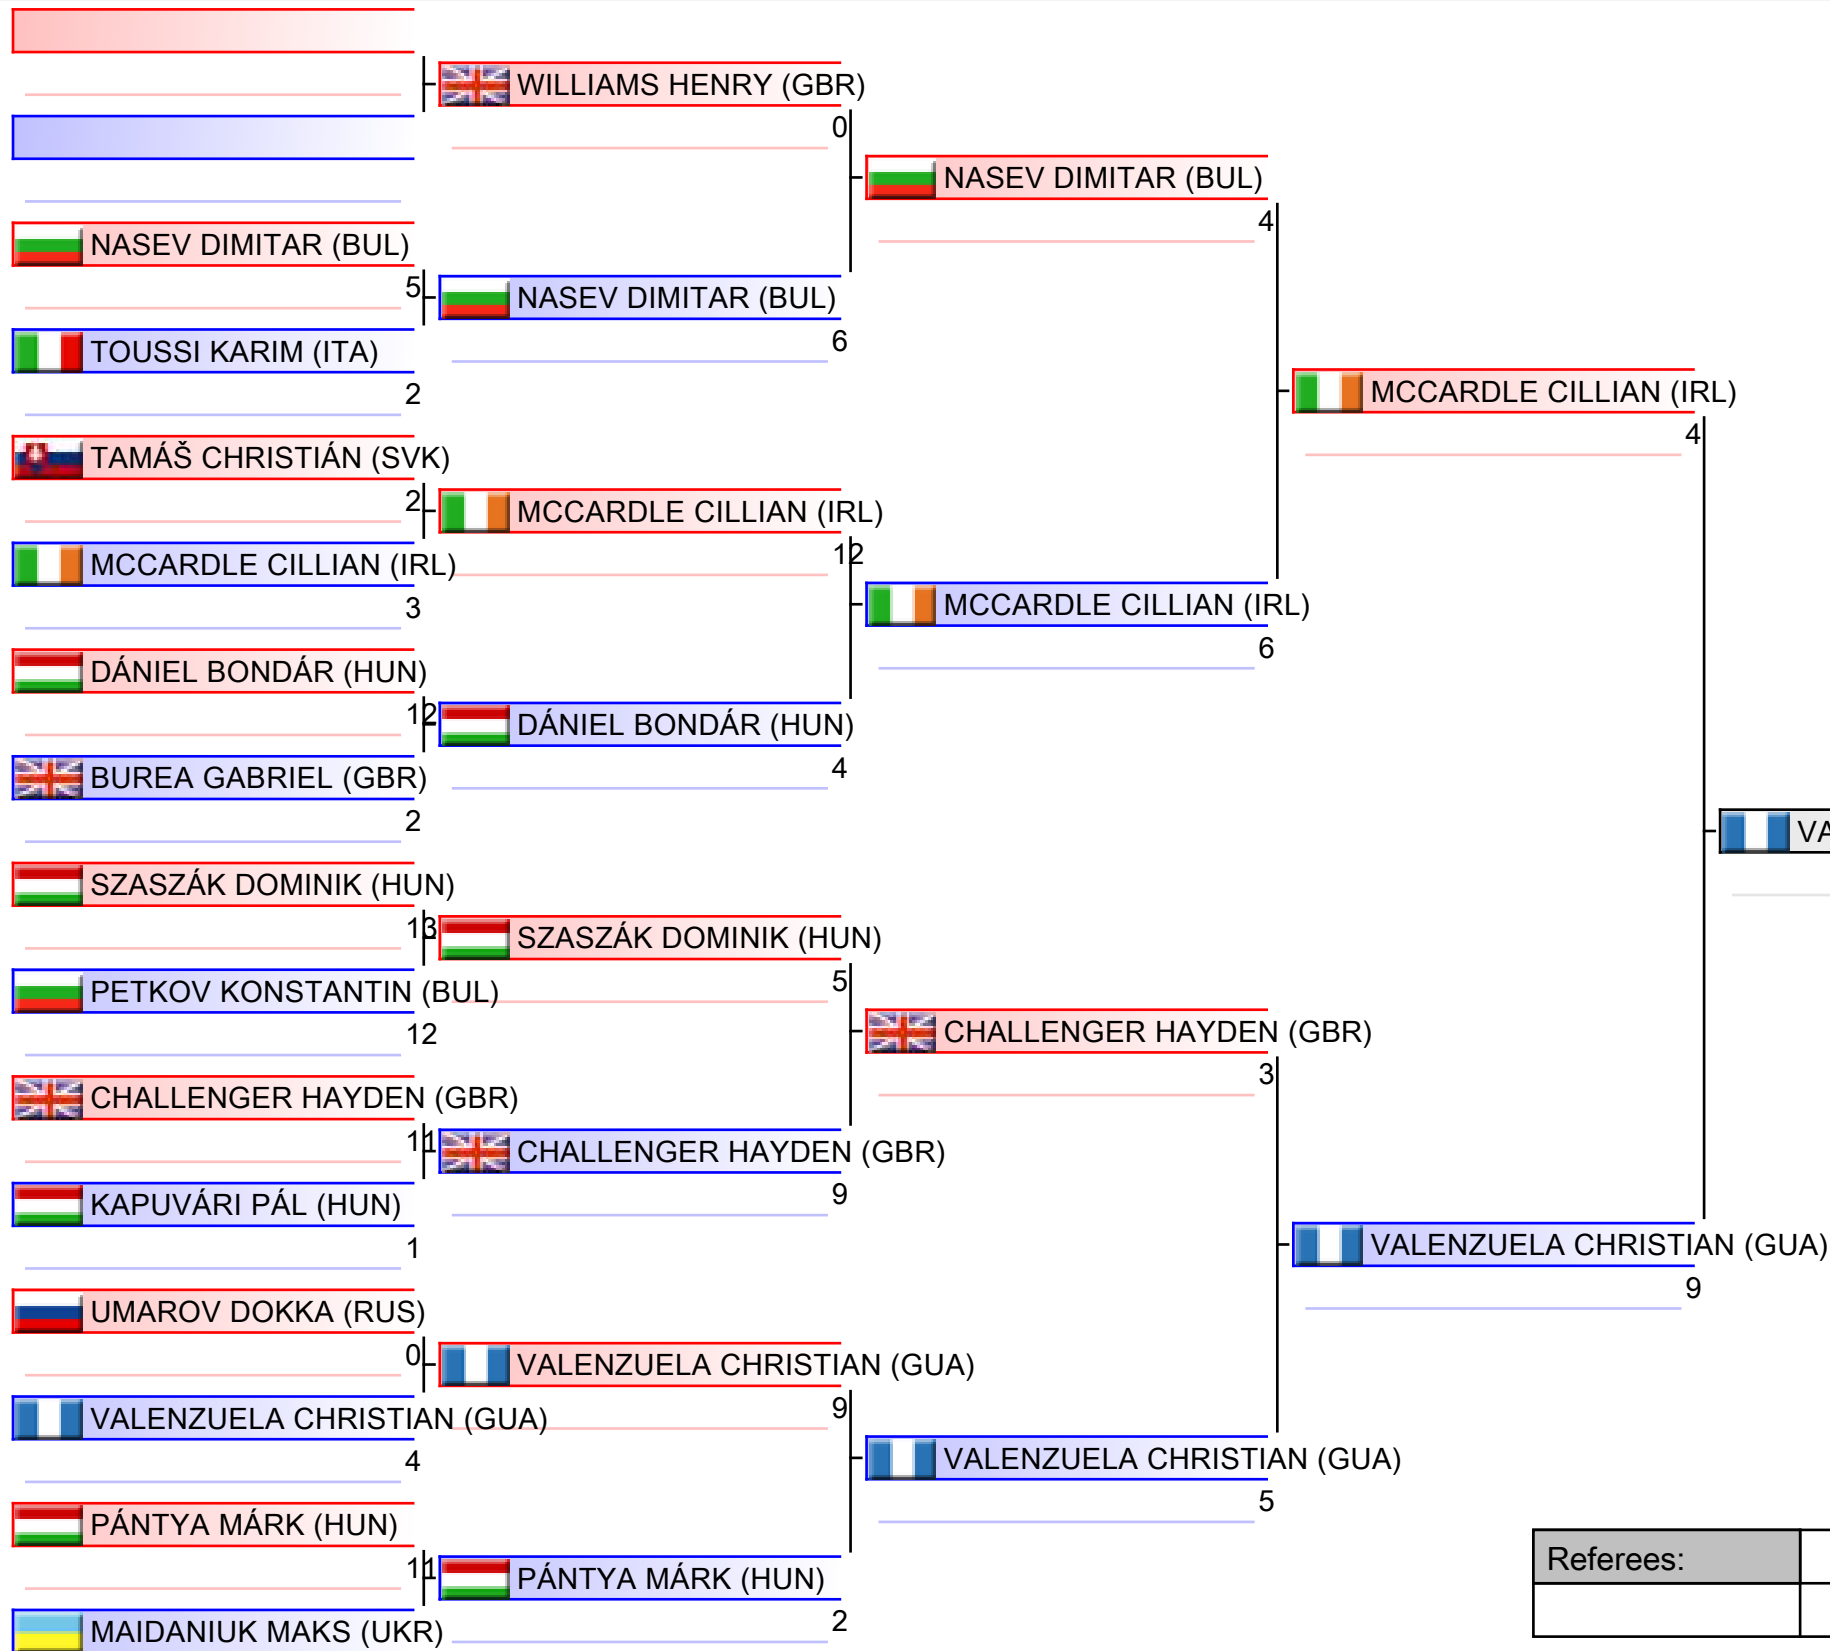 WILLIAMS HENRY (GBR)
0
NASEV DIMITAR (BUL)
4
NASEV DIMITAR (BUL)
5
NASEV DIMITAR (BUL)
6
TOUSSI KARIM (ITA)
2
MCCARDLE CILLIAN (IRL)
4
TAMÁŠ CHRISTIÁN (SVK)
2
MCCARDLE CILLIAN (IRL)
12
MCCARDLE CILLIAN (IRL)
3
MCCARDLE CILLIAN (IRL)
6
DÁNIEL BONDÁR (HUN)
12
DÁNIEL BONDÁR (HUN)
4
BUREA GABRIEL (GBR)
2
VA
SZASZÁK DOMINIK (HUN)
13
SZASZÁK DOMINIK (HUN)
5
PETKOV KONSTANTIN (BUL)
12
CHALLENGER HAYDEN (GBR)
3
CHALLENGER HAYDEN (GBR)
11
CHALLENGER HAYDEN (GBR)
9
KAPUVÁRI PÁL (HUN)
1
VALENZUELA CHRISTIAN (GUA)
9
UMAROV DOKKA (RUS)
0
VALENZUELA CHRISTIAN (GUA)
9
VALENZUELA CHRISTIAN (GUA)
4
VALENZUELA CHRISTIAN (GUA)
5
PÁNTYA MÁRK (HUN)
11
PÁNTYA MÁRK (HUN)
2
MAIDANIUK MAKS (UKR)
Referees: